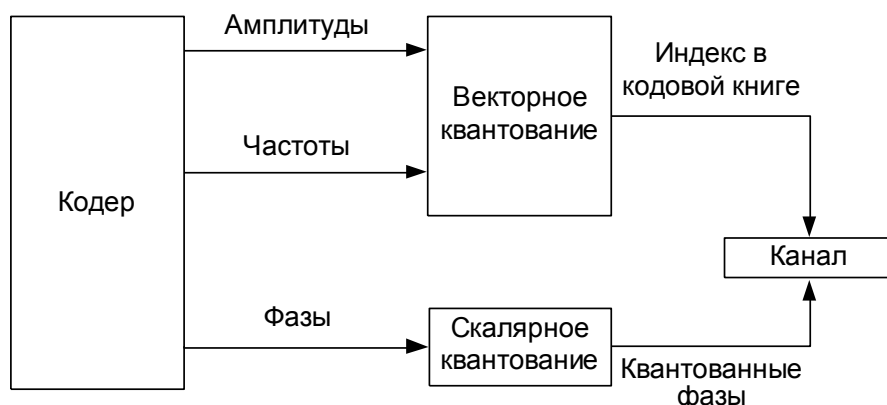 Амплитуды
Индекс в
кодовой книге
Векторное
квантование
Частоты
Кодер
Канал
Фазы
Скалярное
квантование
Квантованные
фазы